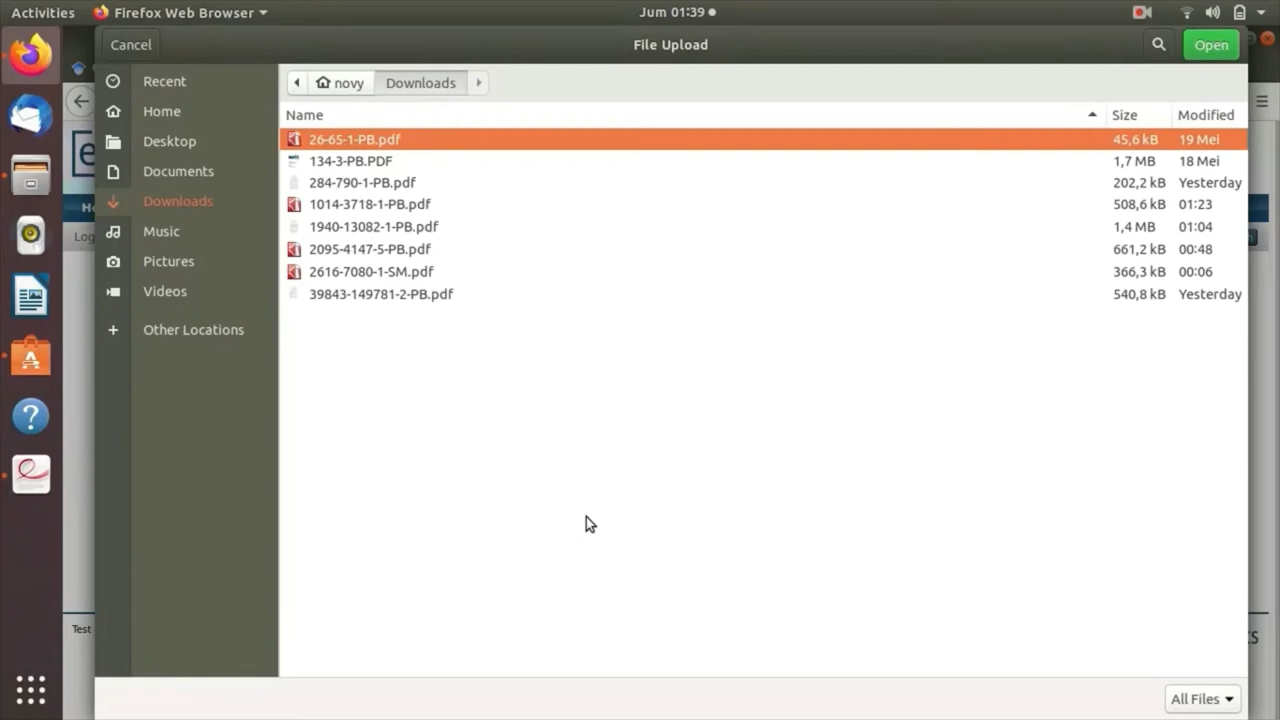 Activities Firefox Web Browser Jum 01:39
Cancel File Upload Open
Recent
Home
Desktop
Documents
Downloads
Music
Pictures
Videos
Other Locations
novy Downloads
Name Size Modified
26-65-1-PB.pdf 45,6 kB 19 Mei
134-3-PB.PDF 1,7 MB 18 Mei
284-790-1-PB.pdf 202,2 kB Yesterday
1014-3718-1-PB.pdf 508,6 kB 01:23
1940-13082-1-PB.pdf 1,4 MB 01:04
2095-4147-5-PB.pdf 661,2 kB 00:48
2616-7080-1-SM.pdf 366,3 kB 00:06
39843-149781-2-PB.pdf 540,8 kB Yesterday
Test
All Files